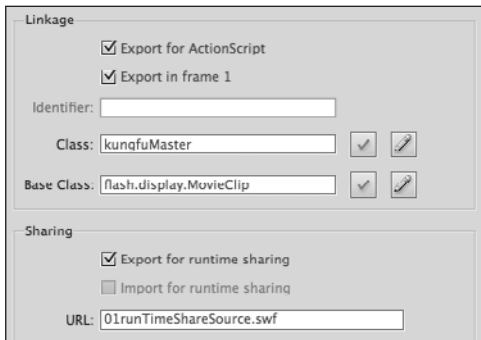 Linkage
Export for ActionScript
Export in frame 1
Identifier:
Class: kungfuMaster
Base Class: flash.display.MovieClip
Sharing
Export for runtime sharing
Import for runtime sharing
URL: 01runTimeShareSource.swf